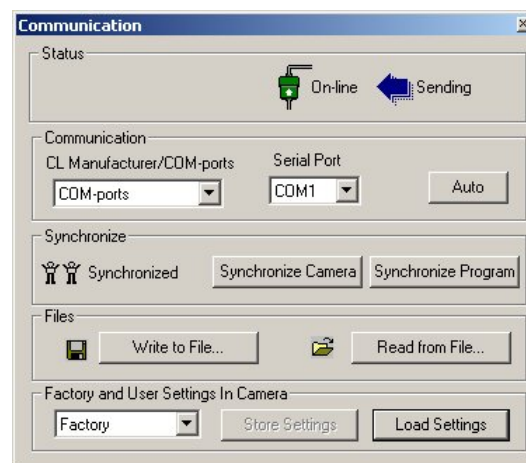 Communication
Status
On-line Sending
Communication
CL Manufacturer/COM-ports Serial Port
COM-ports COM1 Auto
Synchronize
Synchronized Synchronize Camera Synchronize Program
Files
Write to File... Read from File...
Factory and User Settings In Camera
Factory Store Settings Load Settings